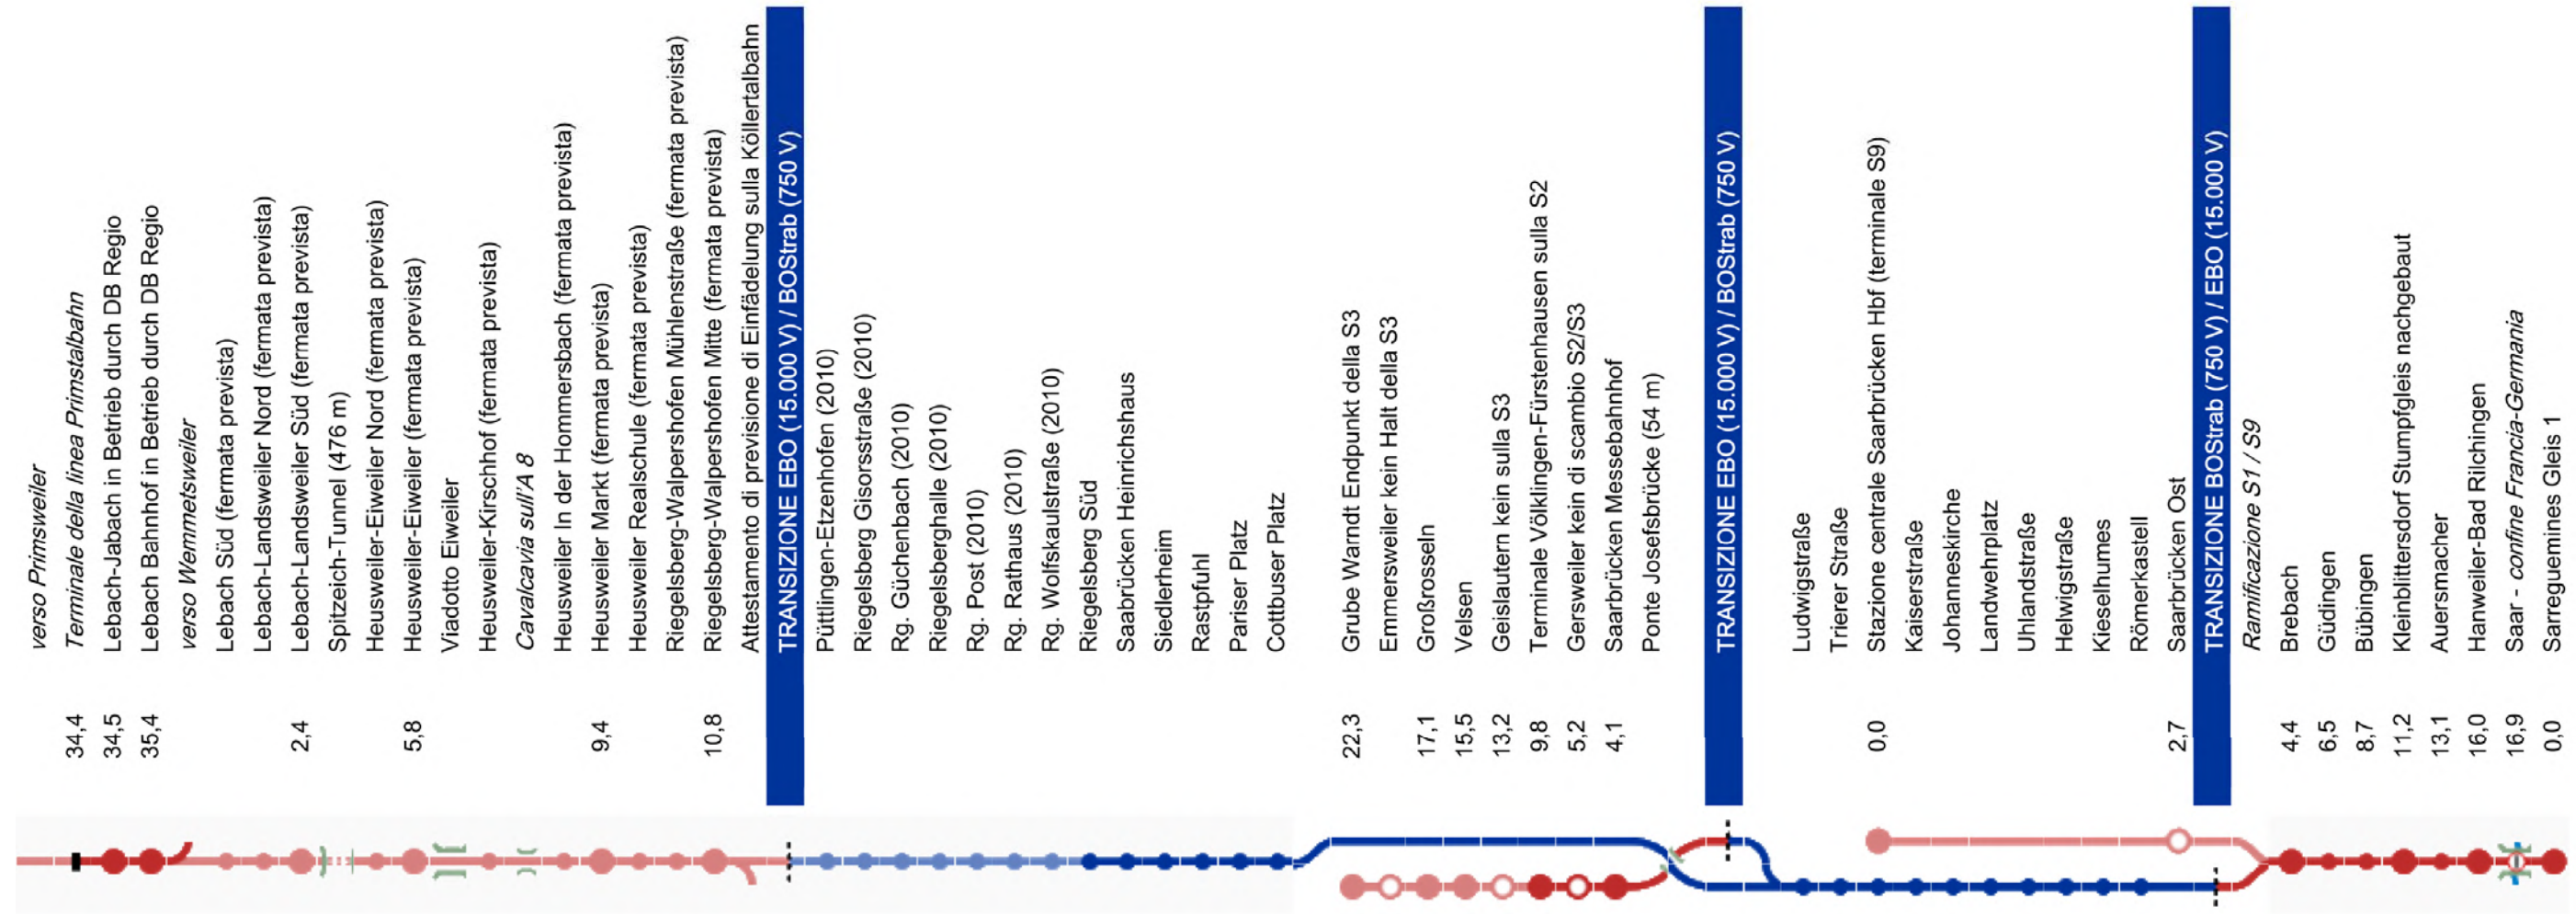 verso Primsweiler
34,4 Terminale della linea Primstalbahn
34,5 Lebach-Jabach in Betrieb durch DB Regio
35,4 Lebach Bahnhof in Betrieb durch DB Regio
verso Wemmetsweiler
Lebach Süd (fermata prevista)
Lebach-Landsweiler Nord (fermata prevista)
2,4 Lebach-Landsweiler Süd (fermata prevista)
Spitzeich-Tunnel (476 m)
Heusweiler-Eiweiler Nord (fermata prevista)
5,8 Heusweiler-Eiweiler (fermata prevista)
Viadotto Eiweiler
Heusweiler-Kirschhof (fermata prevista)
Cavalcavia sull'A 8
Heusweiler In der Hommersbach (fermata prevista)
9,4 Heusweiler Markt (fermata prevista)
Heusweiler Realschule (fermata prevista)
Riegelsberg-Walpershofen Mühlenstraße (fermata prevista)
10,8 Riegelsberg-Walpershofen Mitte (fermata prevista)
Attestamento di previsione di Einfädelung sulla Köllertalbahn
TRANSIZIONE EBO (15.000 V) / BOStrab (750 V)
Püttlingen-Etzenhofen (2010)
Riegelsberg Gisorsstraße (2010)
Rg. Güchenbach (2010)
Riegelsberghalle (2010)
Rg. Post (2010)
Rg. Rathaus (2010)
Rg. Wolfskaulstraße (2010)
Riegelsberg Süd
Saabrücken Heinrichshaus
Siedlerheim
Rastpfuhl
Pariser Platz
Cottbuser Platz
22,3 Grube Warndt Endpunkt della S3
Emmersweiler kein Halt della S3
17,1 Großrosseln
15,5 Velsen
13,2 Geislautern kein sulla S3
9,8 Terminale Völklingen-Fürstenhausen sulla S2
5,2 Gersweiler kein di scambio S2/S3
4,1 Saarbrücken Messebahnhof
Ponte Josefsbrücke (54 m)
TRANSIZIONE EBO (15.000 V) / BOStrab (750 V)
Ludwigstraße
Trierer Straße
0,0 Stazione centrale Saarbrücken Hbf (terminale S9)
Kaiserstraße
Johanneskirche
Landwehrplatz
Uhlandstraße
Helwigstraße
Kieselhumes
Römerkastell
2,7 Saarbrücken Ost
TRANSIZIONE BOStrab (750 V) / EBO (15.000 V)
Ramificazione S1 / S9
4,4 Brebach
6,5 Güdingen
8,7 Bübingen
11,2 Kleinblittersdorf Stumpfgleis nachgebaut
13,1 Auersmacher
16,0 Hanweiler-Bad Rilchingen
16,9 Saar - confine Francia-Germania
0,0 Sarreguemines Gleis 1